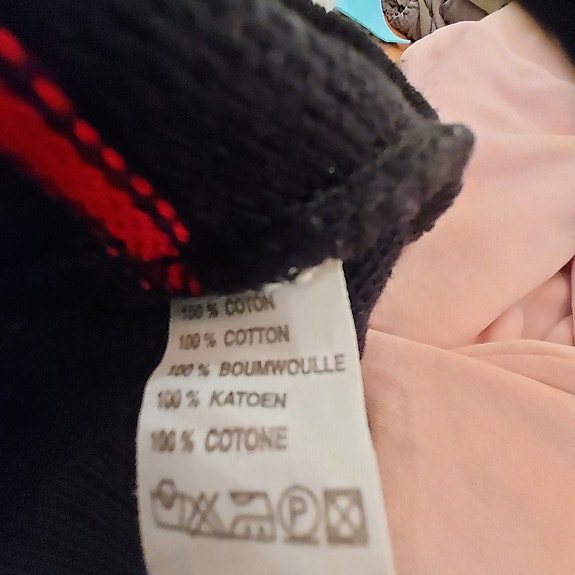 100 % COTON
100 % COTTON
100 % BOUMWOULLE
100 % KATOEN
100 % COTONE
P